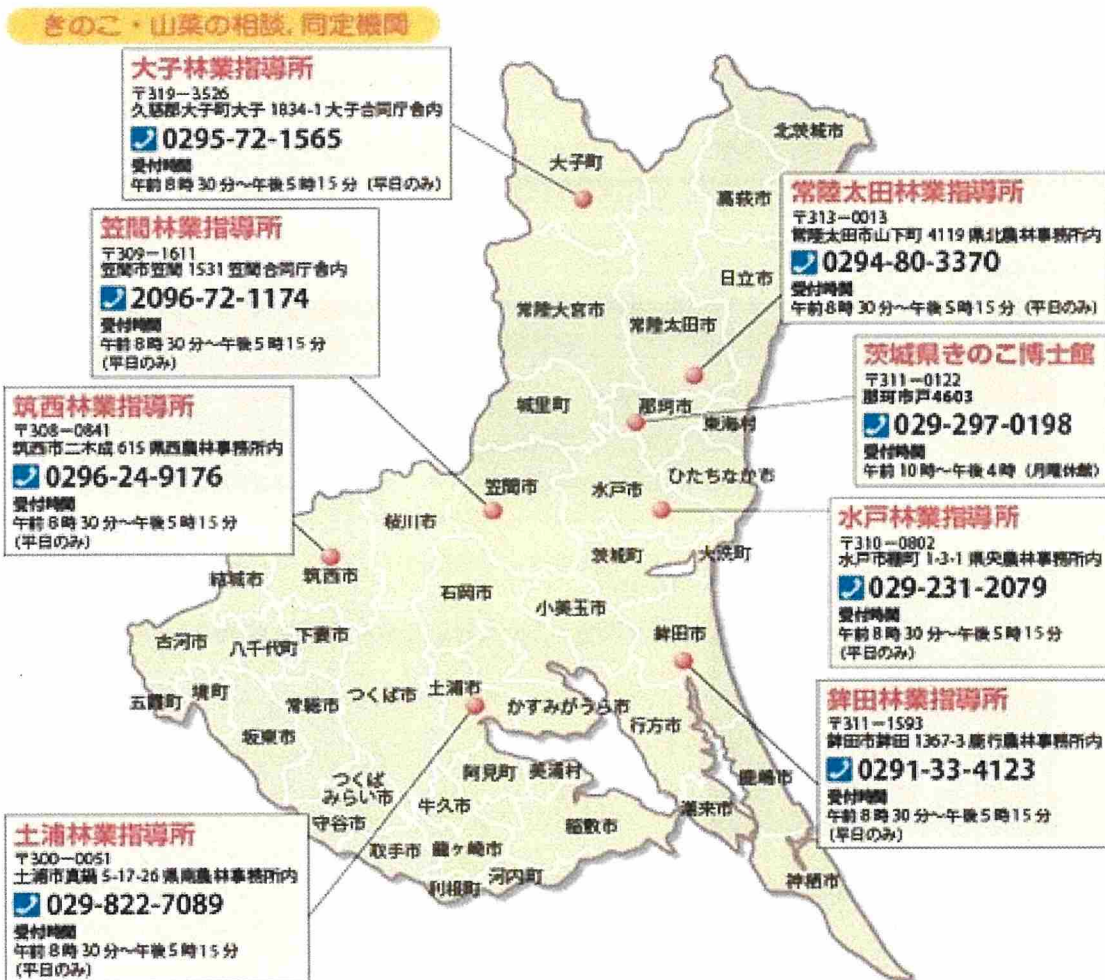 きのこ・山菜の相談,同定機関
大子林業指導所
〒319-3526
久慈郡大子町大子 1834-1 大子合同庁舎内
0295-72-1565
受付時間
午前8時30分～午後5時15分 (平日のみ)
笠間林業指導所
〒309-1611
笠間市笠間 1531 笠間合同庁舎内
2096-72-1174
受付時間
午前8時30分～午後5時15分
(平日のみ)
筑西林業指導所
〒308-0841
筑西市二木成 615 県西農林事務所内
0296-24-9176
受付時間
午前8時30分～午後5時15分
(平日のみ)
土浦林業指導所
〒300-0051
土浦市真鍋 5-17-26 県南農林事務所内
029-822-7089
受付時間
午前8時30分～午後5時15分
(平日のみ)
常陸太田林業指導所
〒313-0013
常陸太田市山下町 4119 県北農林事務所内
0294-80-3370
受付時間
午前8時30分～午後5時15分 (平日のみ)
茨城県きのこ博士館
〒311-0122
那珂市戸4603
029-297-0198
受付時間
午前10時～午後4時 (月曜休館)
水戸林業指導所
〒310-0802
水戸市柵町 1-3-1 県央農林事務所内
029-231-2079
受付時間
午前8時30分～午後5時15分
(平日のみ)
鉾田林業指導所
〒311-1593
鉾田市鉾田 1367-3 鹿行農林事務所内
0291-33-4123
受付時間
午前8時30分～午後5時15分
(平日のみ)
北茨城市
大子町
高萩市
日立市
常陸大宮市
常陸太田市
城里町
那珂市
東海村
ひたちなか市
笠間市
水戸市
桜川市
茨城町
大洗町
結城市
筑西市
石岡市
小美玉市
鉾田市
古河市
八千代町
下妻市
五霞町
境町
常総市
つくば市
土浦市
かすみがうら市
行方市
坂東市
阿見町
美浦村
鹿嶋市
つくば
みらい市
牛久市
潮来市
守谷市
稲敷市
取手市
龍ヶ崎市
河内町
利根町
神栖市